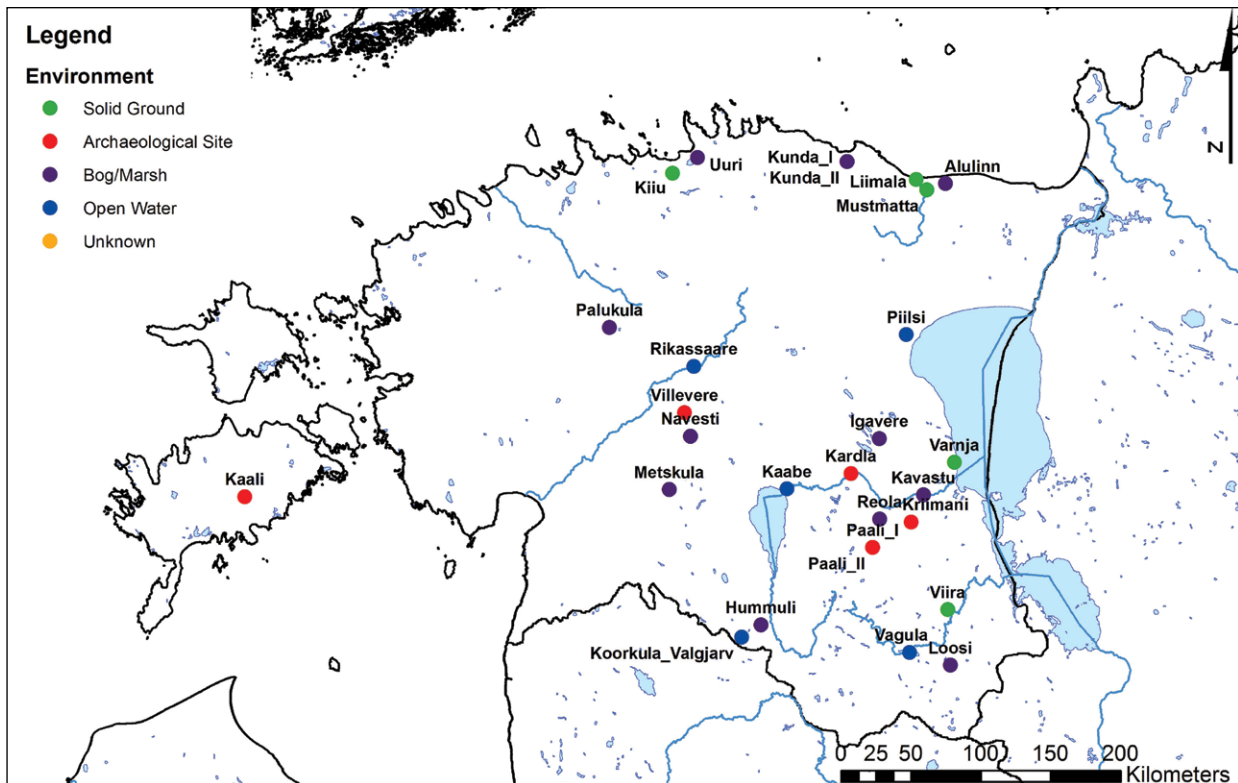 Legend
Environment
Solid Ground
Archaeological Site
Bog/Marsh
Open Water
Unknown
N
Uuri
Kiiu
Kunda_I
Kunda_II
Liimala
Alulinn
Mustmatta
Palukula
Piilsi
Rikassaare
Villevere
Navesti
Igavere
Varnja
Kardla
Metskula
Kaabe
Kavastu
Kaali
Reola
Kriimani
Paali_I
Paali_II
Viira
Hummuli
Koorkula_Valgjarv
Vagula
Loosi
0 25 50 100 150 200
Kilometers